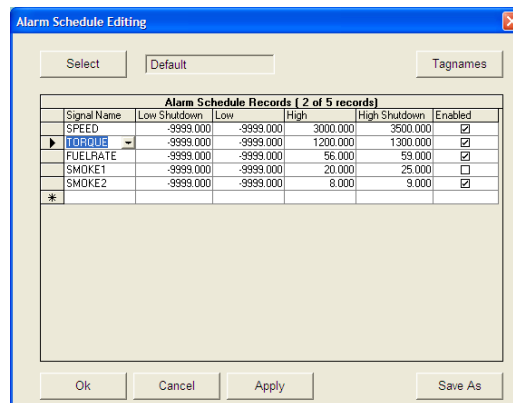 Alarm Schedule Editing
Select Default Tagnames
Alarm Schedule Records ( 2 of 5 records)
Signal Name Low Shutdown Low High High Shutdown Enabled
SPEED -9999.000 -9999.000 3000.000 3500.000
TORQUE -9999.000 -9999.000 1200.000 1300.000
FUELRATE -9999.000 -9999.000 56.000 59.000
SMOKE1 -9999.000 -9999.000 20.000 25.000
SMOKE2 -9999.000 -9999.000 8.000 9.000
Ok Cancel Apply Save As